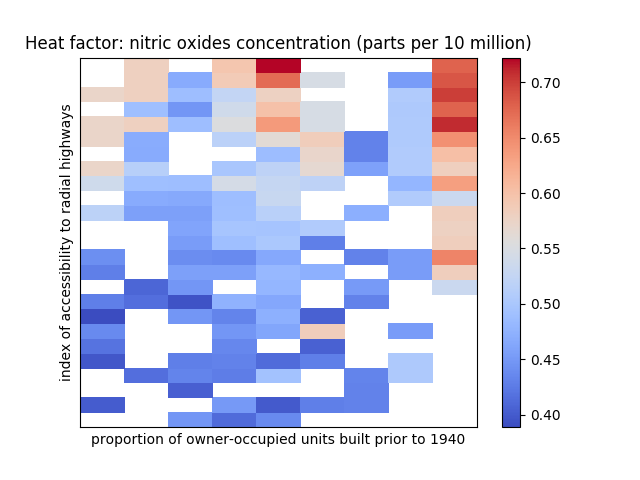 Heat factor: nitric oxides concentration (parts per 10 million)
index of accessibility to radial highways
proportion of owner-occupied units built prior to 1940
0.70
0.65
0.60
0.55
0.50
0.45
0.40